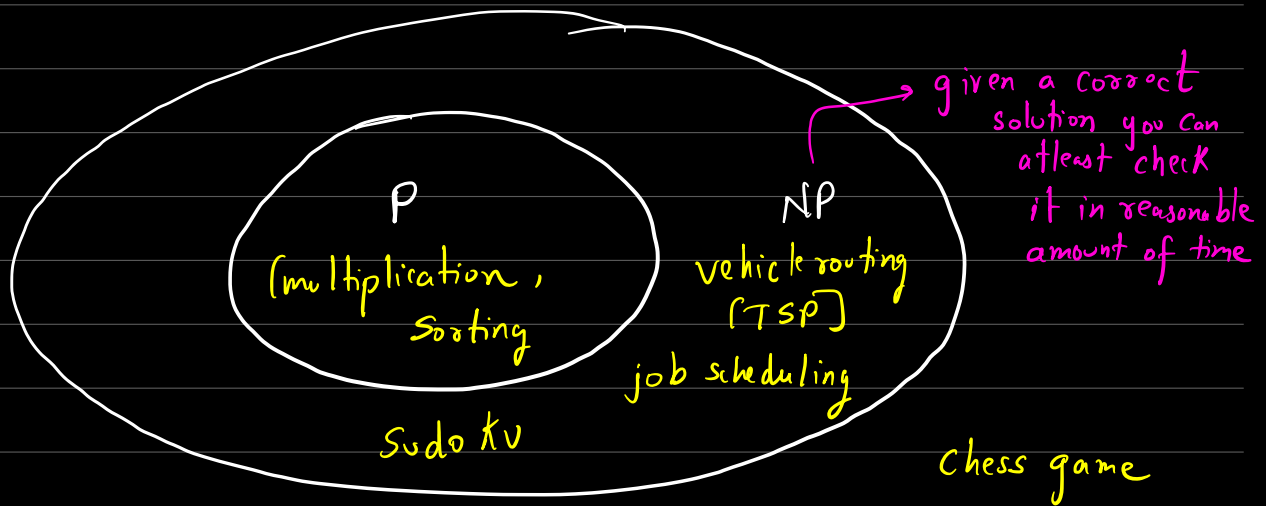 P
(multiplication,
Sorting
NP
vehicle routing
[TSP]
job scheduling
Sudoku
given a correct
solution you can
atleast check
it in reasonable
amount of time
Chess game